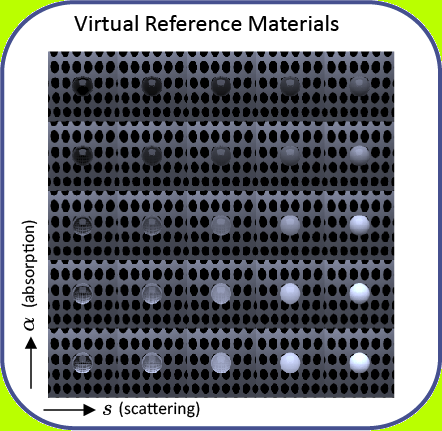 Virtual Reference Materials
α (absorption)
s (scattering)